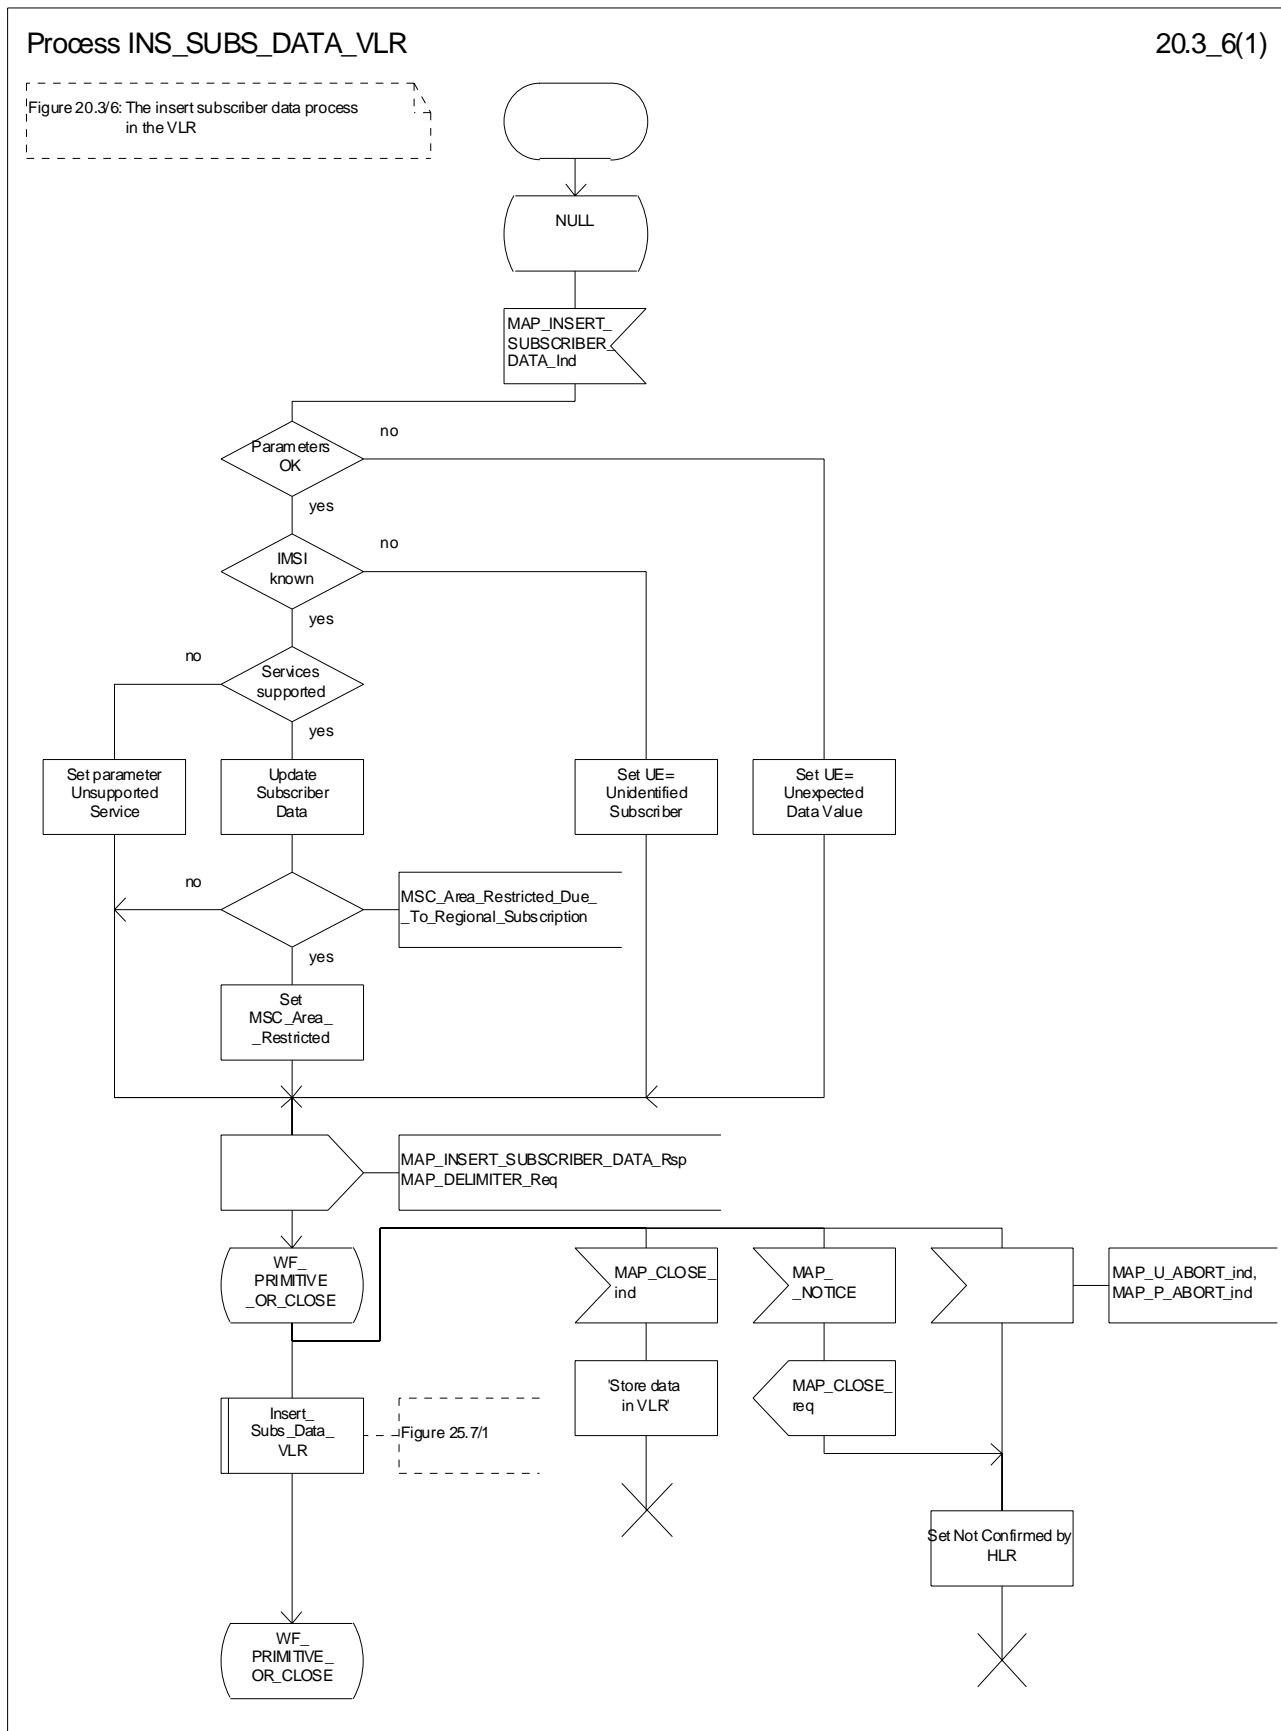 Process INS_SUBS_DATA_VLR
20.3_6(1)
Figure 20.3/6: The insert subscriber data process
in the VLR
NULL
MAP_INSERT_
SUBSCRIBER_
DATA_Ind
Parameters
OK
no
yes
IMSI
known
no
yes
Services
supported
no
yes
Set parameter
Unsupported
Service
Update
Subscriber
Data
Set UE=
Unidentified
Subscriber
Set UE=
Unexpected
Data Value
no
MSC_Area_Restricted_Due_
_To_Regional_Subscription
yes
Set
MSC_Area_
_Restricted
MAP_INSERT_SUBSCRIBER_DATA_Rsp
MAP_DELIMITER_Req
WF_
PRIMITIVE
_OR_CLOSE
MAP_CLOSE_
ind
MAP_
_NOTICE
MAP_U_ABORT_ind,
MAP_P_ABORT_ind
'Store data
in VLR'
MAP_CLOSE_
req
Insert_
Subs_Data_
VLR
Figure 25.7/1
Set Not Confirmed by
HLR
WF_
PRIMITIVE_
OR_CLOSE